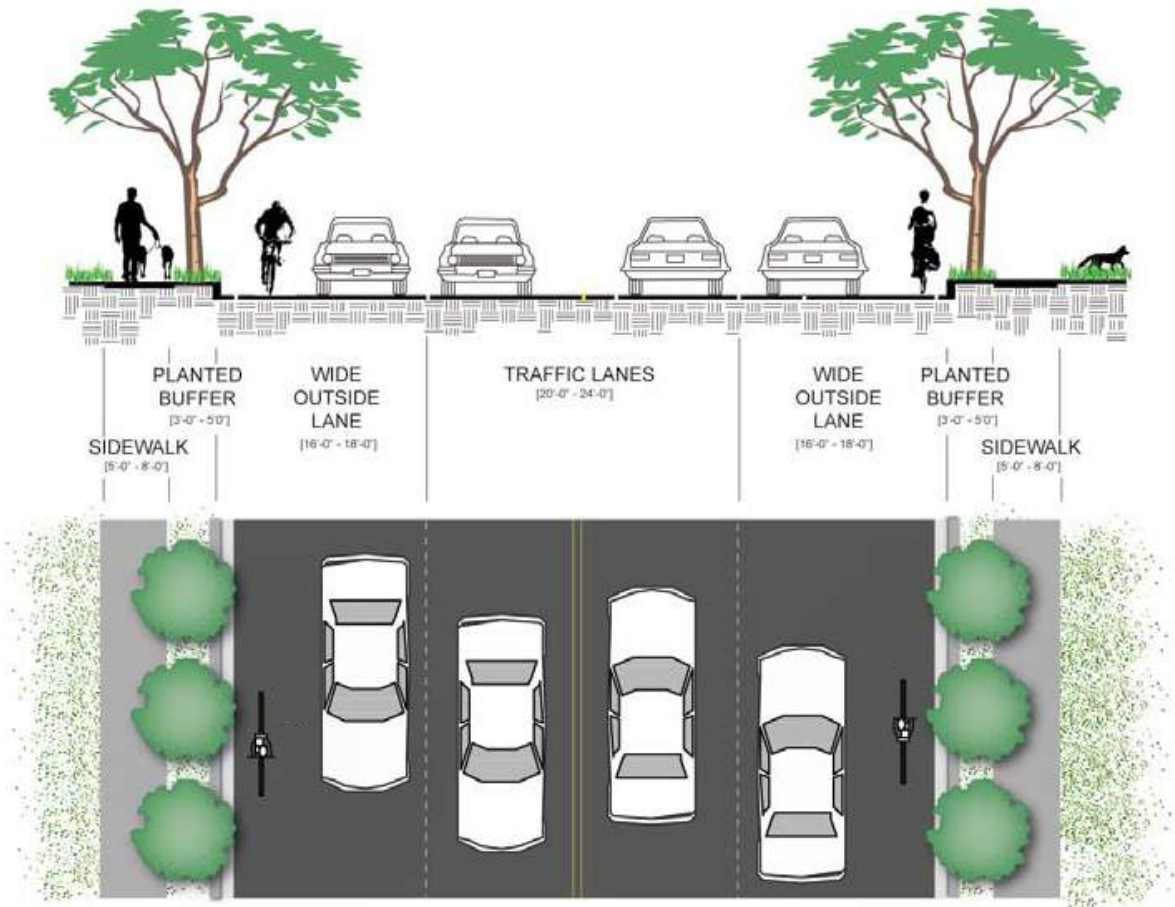 PLANTED
BUFFER
[3'-0" - 5'0"]
WIDE
OUTSIDE
LANE
[16'-0" - 18'-0"]
TRAFFIC LANES
[20'-0" - 24'-0"]
WIDE
OUTSIDE
LANE
[16'-0" - 18'-0"]
PLANTED
BUFFER
[3'-0" - 5'0"]
SIDEWALK
[5'-0" - 8'-0"]
SIDEWALK
[5'-0" - 8'-0"]